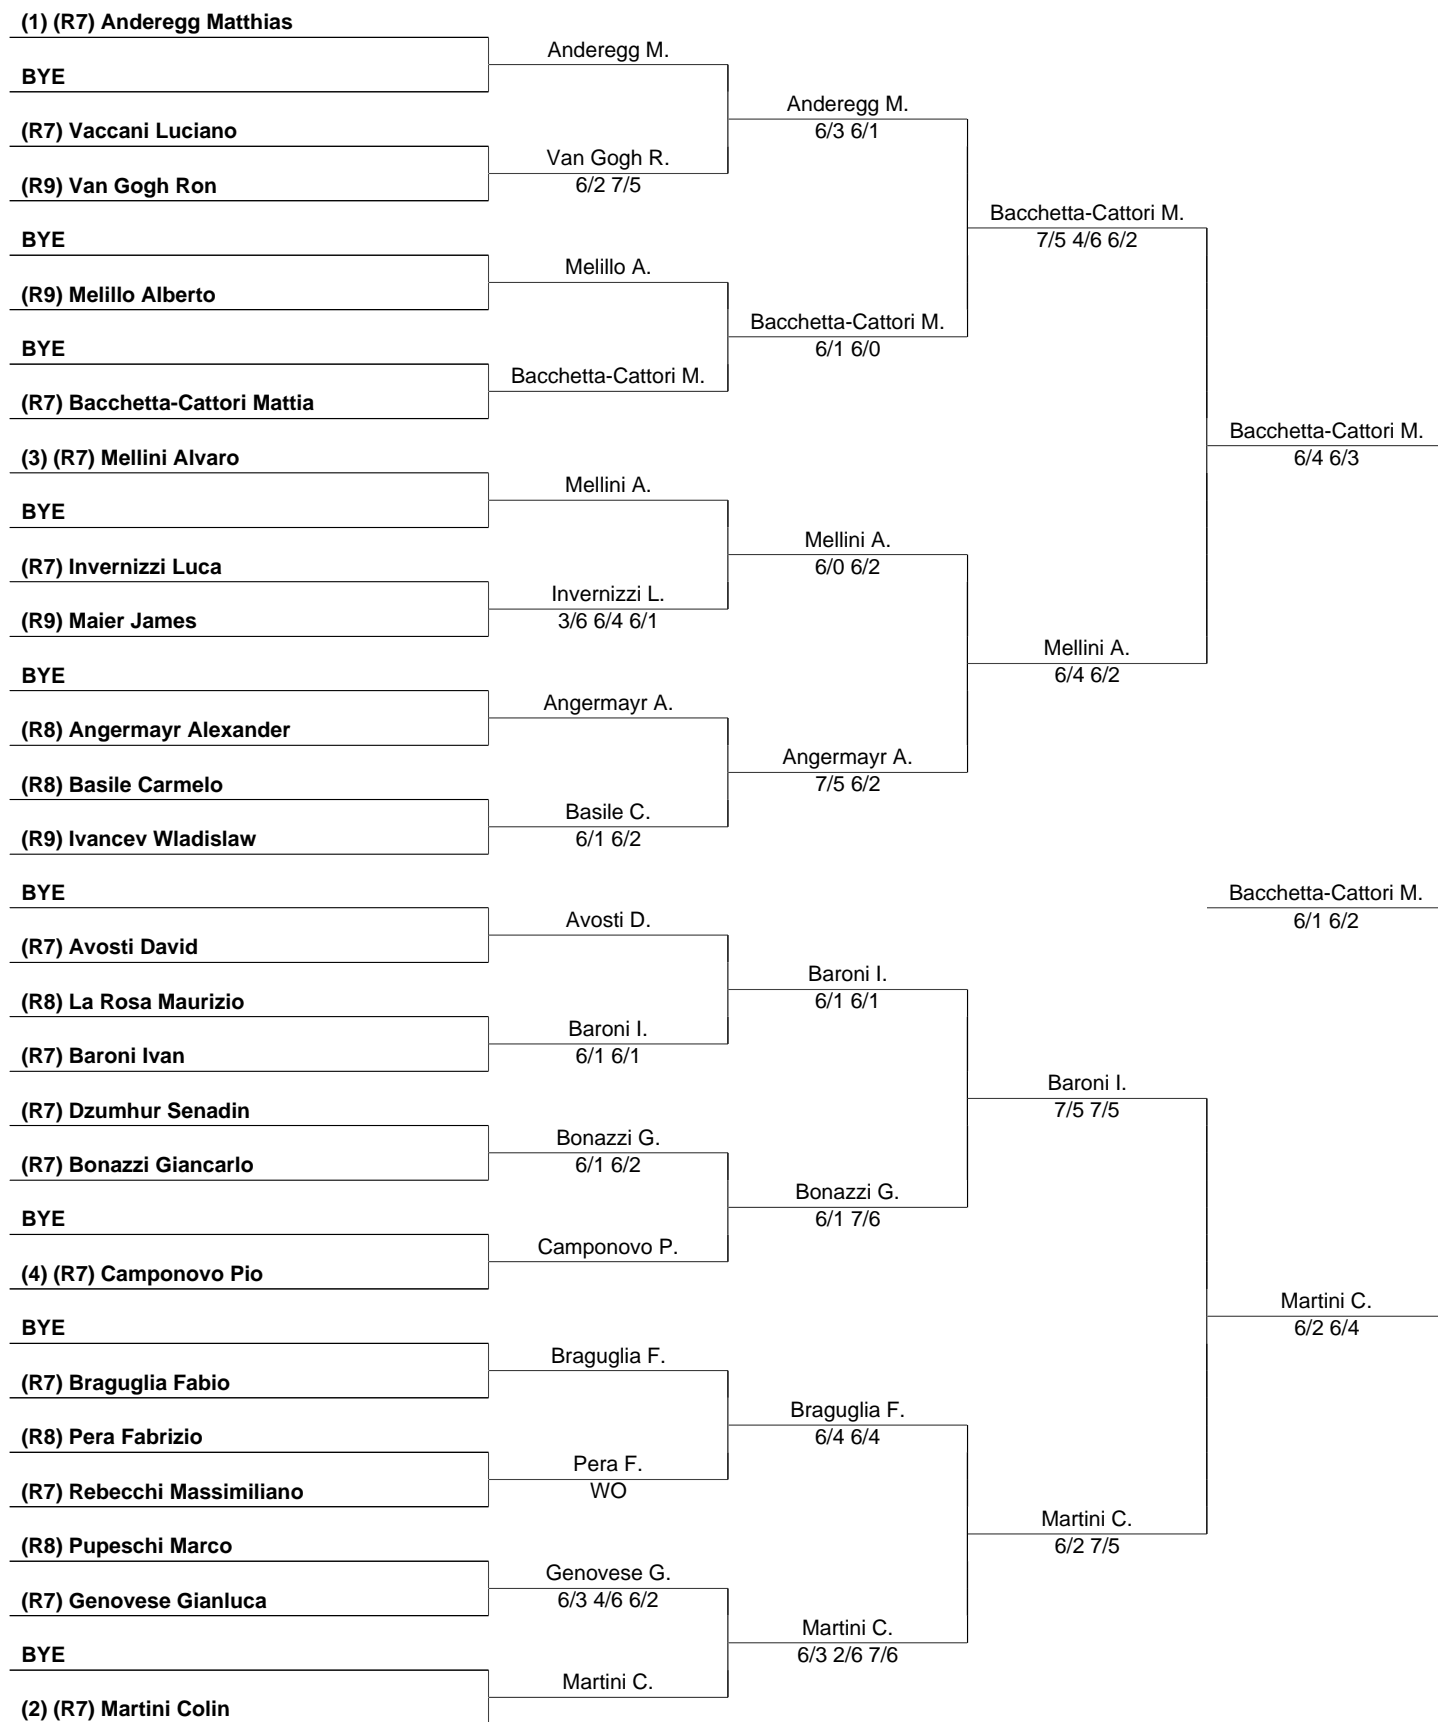 (1) (R7) Anderegg Matthias
Anderegg M.
BYE
Anderegg M.
6/3 6/1
(R7) Vaccani Luciano
Van Gogh R.
6/2 7/5
(R9) Van Gogh Ron
Bacchetta-Cattori M.
7/5 4/6 6/2
BYE
Melillo A.
(R9) Melillo Alberto
Bacchetta-Cattori M.
6/1 6/0
BYE
Bacchetta-Cattori M.
(R7) Bacchetta-Cattori Mattia
Bacchetta-Cattori M.
6/4 6/3
(3) (R7) Mellini Alvaro
Mellini A.
BYE
Mellini A.
6/0 6/2
(R7) Invernizzi Luca
Invernizzi L.
3/6 6/4 6/1
(R9) Maier James
Mellini A.
6/4 6/2
BYE
Angermayr A.
(R8) Angermayr Alexander
Angermayr A.
7/5 6/2
(R8) Basile Carmelo
Basile C.
6/1 6/2
(R9) Ivancev Wladislaw
BYE
Bacchetta-Cattori M.
6/1 6/2
Avosti D.
(R7) Avosti David
Baroni I.
6/1 6/1
(R8) La Rosa Maurizio
Baroni I.
6/1 6/1
(R7) Baroni Ivan
Baroni I.
7/5 7/5
(R7) Dzumhur Senadin
Bonazzi G.
6/1 6/2
(R7) Bonazzi Giancarlo
Bonazzi G.
6/1 7/6
BYE
Camponovo P.
(4) (R7) Camponovo Pio
Martini C.
6/2 6/4
BYE
Braguglia F.
(R7) Braguglia Fabio
Braguglia F.
6/4 6/4
(R8) Pera Fabrizio
Pera F.
WO
(R7) Rebecchi Massimiliano
Martini C.
6/2 7/5
(R8) Pupeschi Marco
Genovese G.
6/3 4/6 6/2
(R7) Genovese Gianluca
Martini C.
6/3 2/6 7/6
BYE
Martini C.
(2) (R7) Martini Colin